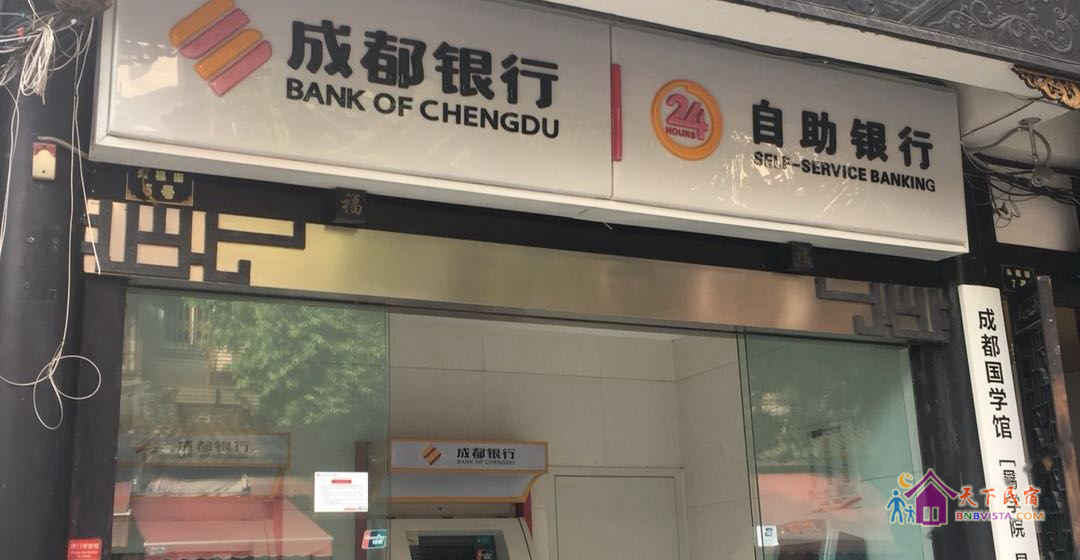 成都银行
BANK OF CHENGDU
24
HOURS
自助银行
SELF-SERVICE BANKING
5号
福
成都银行
成都银行
BANK OF CHENGDU
成都国学馆
天下民宿
BNBVISTA.COM